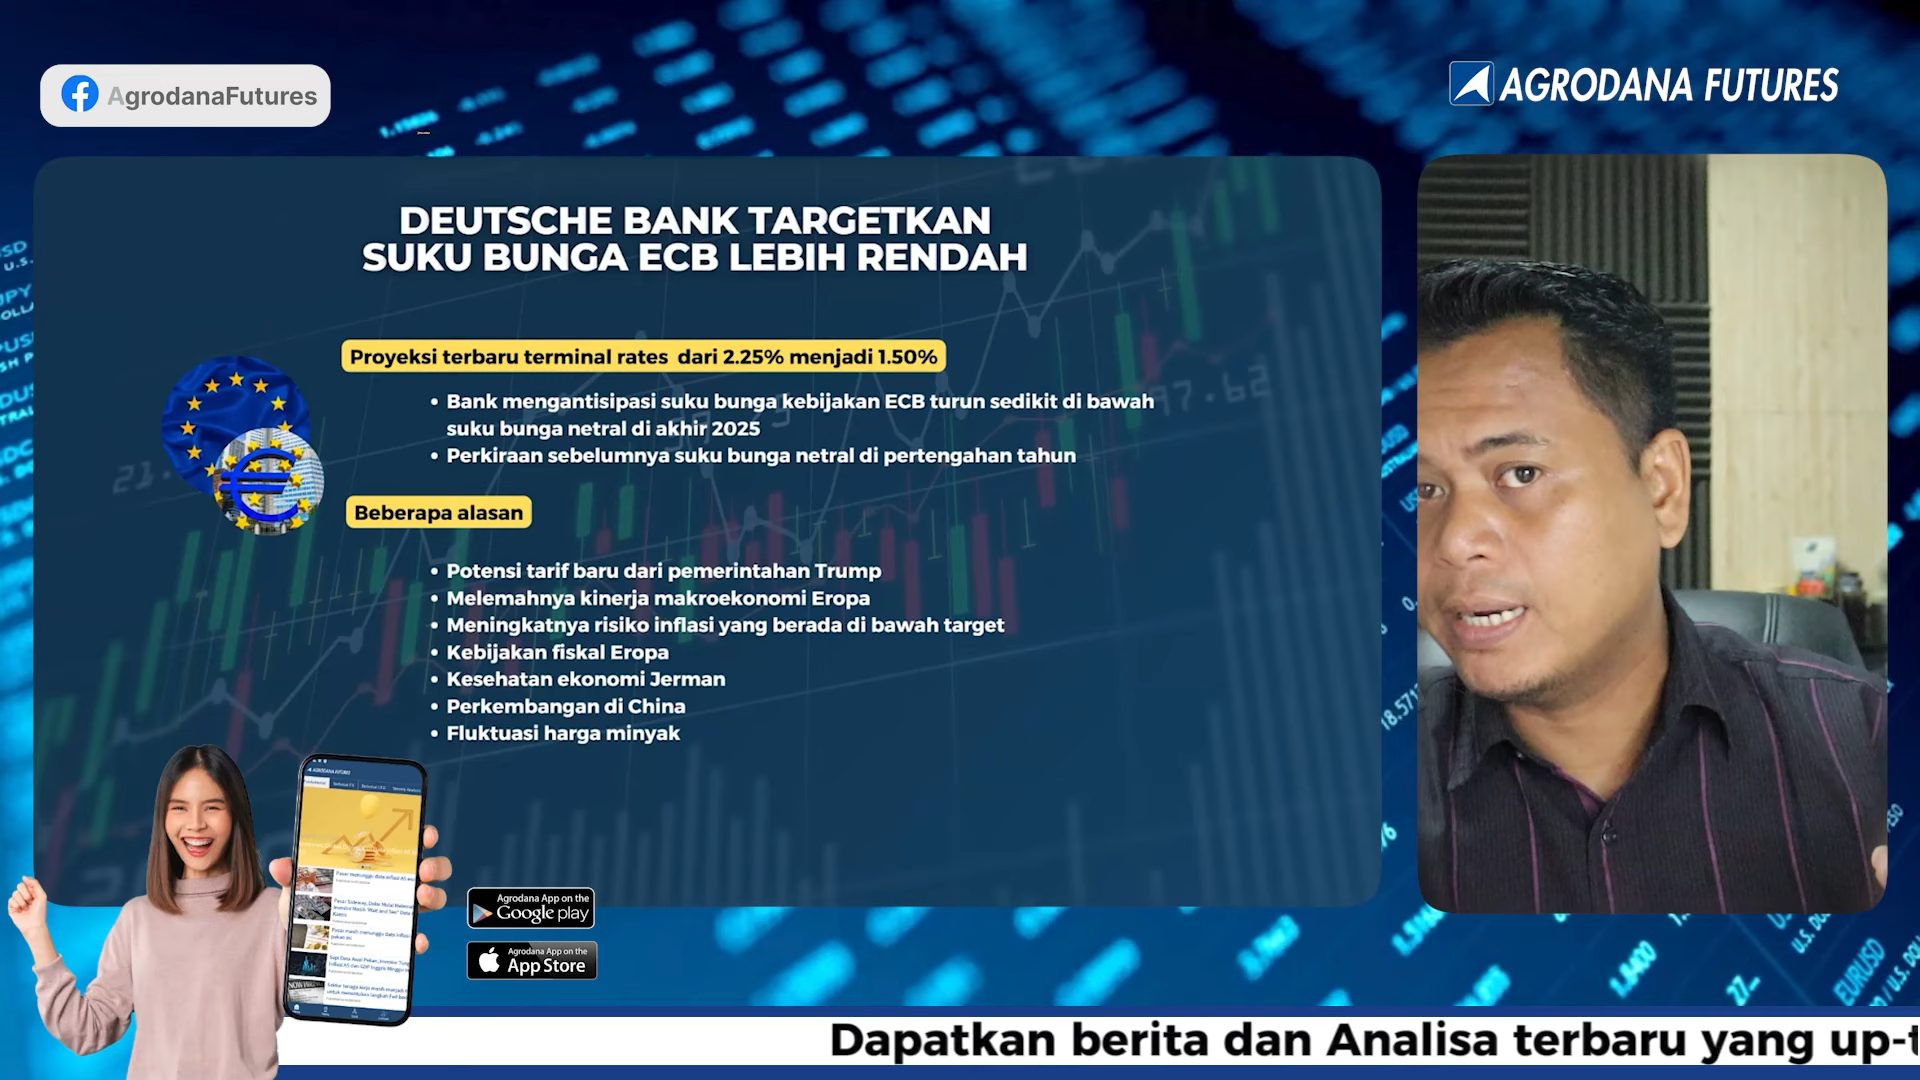 AgrodanaFutures
AGRODANA FUTURES
DEUTSCHE BANK TARGETKAN
SUKU BUNGA ECB LEBIH RENDAH
Proyeksi terbaru terminal rates dari 2.25% menjadi 1.50%
• Bank mengantisipasi suku bunga kebijakan ECB turun sedikit di bawah
suku bunga netral di akhir 2025
• Perkiraan sebelumnya suku bunga netral di pertengahan tahun
Beberapa alasan
• Potensi tarif baru dari pemerintahan Trump
• Melemahnya kinerja makroekonomi Eropa
• Meningkatnya risiko inflasi yang berada di bawah target
• Kebijakan fiskal Eropa
• Kesehatan ekonomi Jerman
• Perkembangan di China
• Fluktuasi harga minyak
Agrodana App on the
Google play
Agrodana App on the
App Store
Dapatkan berita dan Analisa terbaru yang up-t